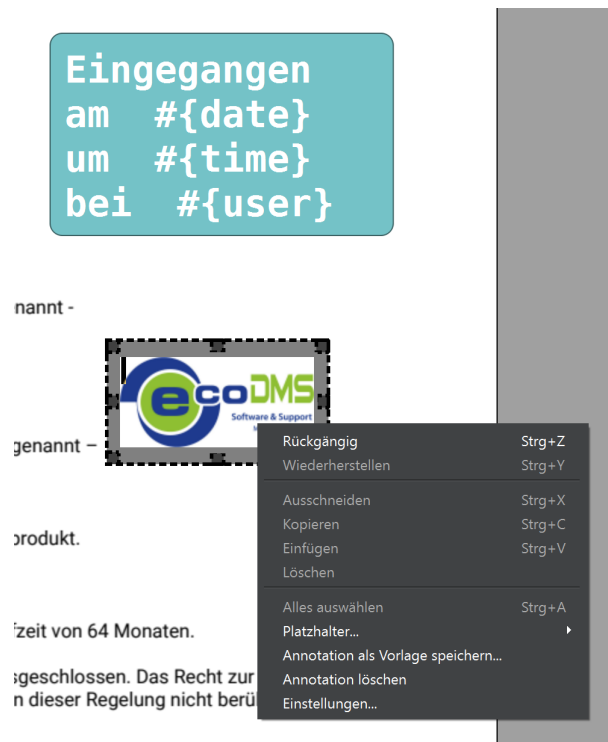 Eingegangen
am #{date}
um #{time}
bei #{user}
nannt -
ecoDMS
Software & Support
genannt –
Rückgängig Strg+Z
Wiederherstellen Strg+Y
Ausschneiden Strg+X
Kopieren Strg+C
Einfügen Strg+V
Löschen
produkt.
Alles auswählen Strg+A
fzeit von 64 Monaten.
Platzhalter...
Annotation als Vorlage speichern...
sgeschlossen. Das Recht zur
Annotation löschen
n dieser Regelung nicht berü
Einstellungen...